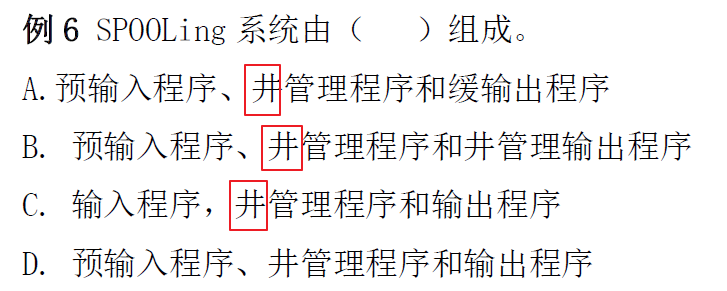 例6 SPOOLing 系统由（  ）组成。
A.预输入程序、井管理程序和缓输出程序
B. 预输入程序、井管理程序和井管理输出程序
C. 输入程序，井管理程序和输出程序
D. 预输入程序、井管理程序和输出程序